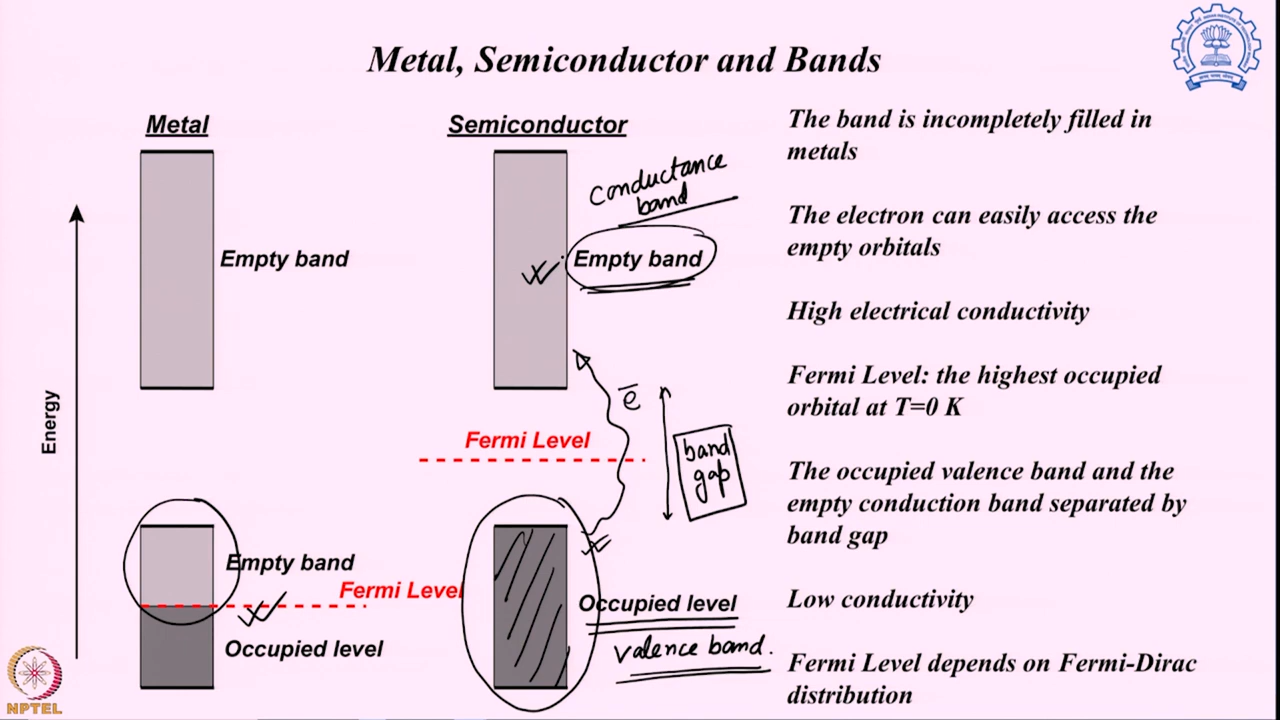 Metal, Semiconductor and Bands
Metal
Empty band
Energy
Empty band
Fermi Level
Occupied level
Semiconductor
Conductance
band
Empty band
e
Fermi Level
band
gap
Occupied level
Valence band.
The band is incompletely filled in
metals
The electron can easily access the
empty orbitals
High electrical conductivity
Fermi Level: the highest occupied
orbital at T=0 K
The occupied valence band and the
empty conduction band separated by
band gap
Low conductivity
Fermi Level depends on Fermi-Dirac
distribution
NPTEL